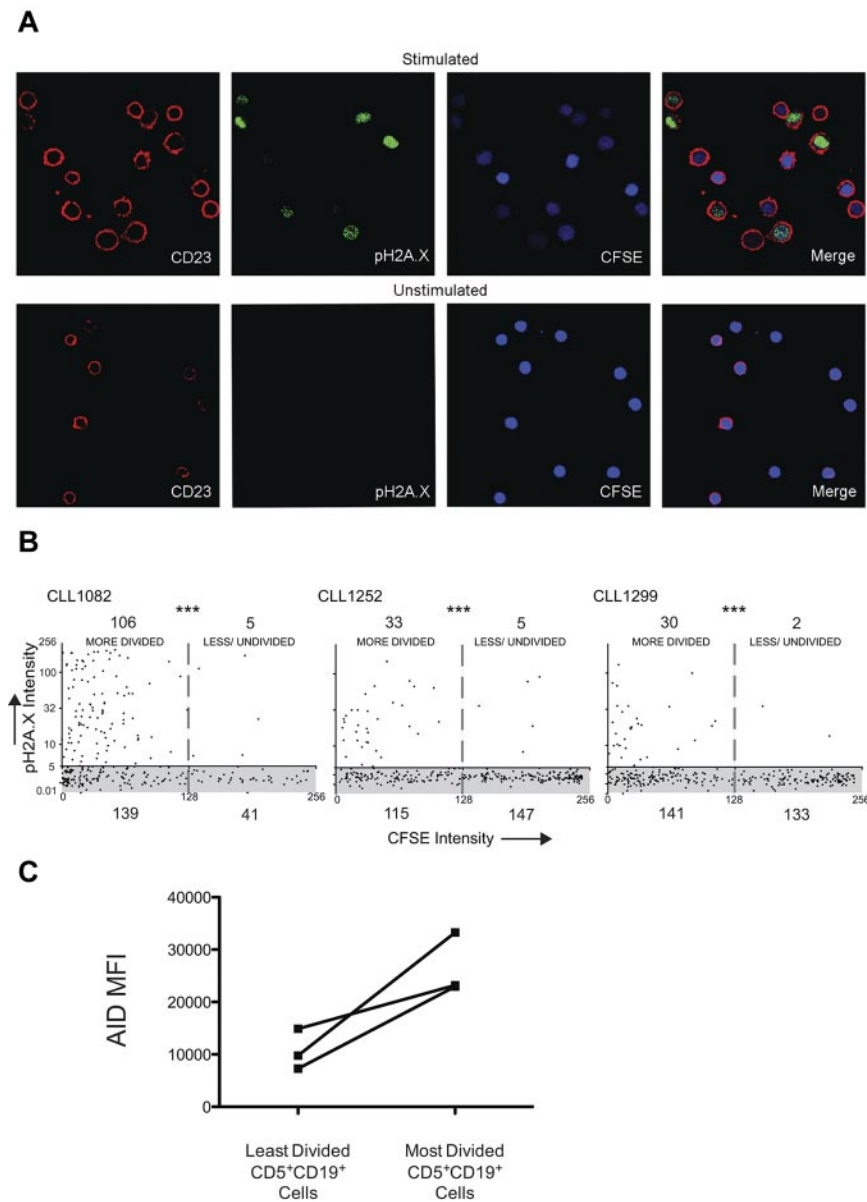 A
Stimulated
CD23
pH2A.X
CFSE
Merge
Unstimulated
CD23
pH2A.X
CFSE
Merge
B
CLL1082
***
106
5
MORE DIVIDED
LESS/ UNDIVIDED
CLL1252
***
33
5
MORE DIVIDED
LESS/ UNDIVIDED
CLL1299
***
30
2
MORE DIVIDED
LESS/ UNDIVIDED
pH2A.X Intensity
256
100
32
10
5
0.01
0
128
256
0
128
256
0
128
256
139
41
115
147
141
133
CFSE Intensity
C
AID MFI
40000
30000
20000
10000
0
Least Divided
CD5+CD19+
Cells
Most Divided
CD5+CD19+
Cells